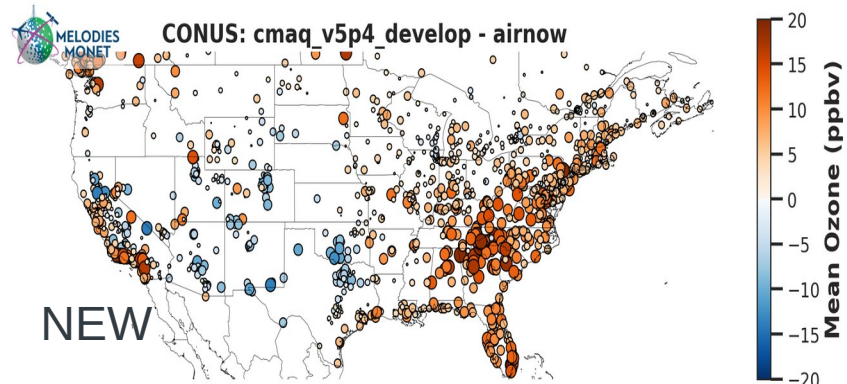 MELODIES
MONET
CONUS: cmaq_v5p4_develop - airnow
NEW
20
15
10
5
0
−5
−10
−15
−20
Mean Ozone (ppbv)